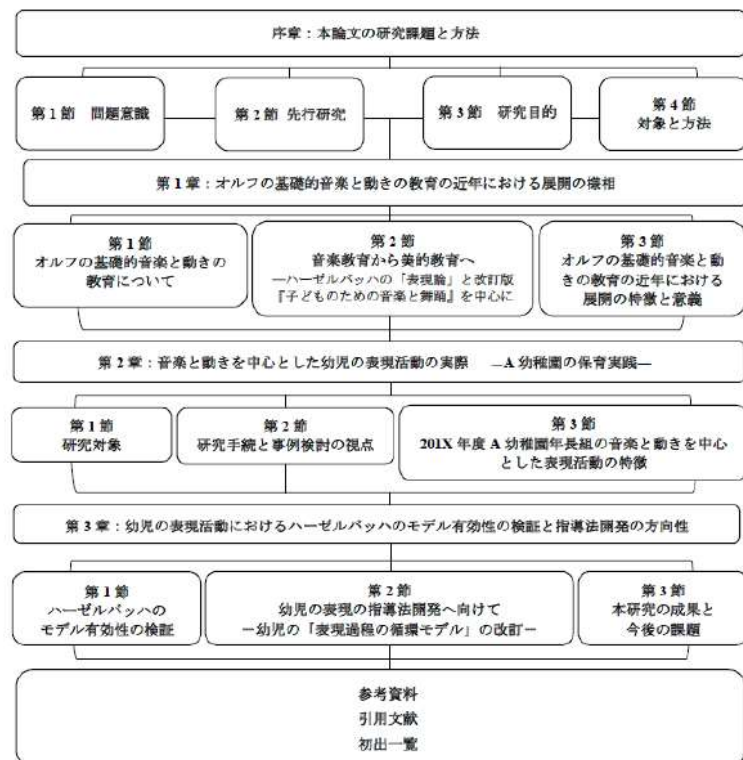 序章：本論文の研究課題と方法
第1節　問題意識
第2節 先行研究
第3節　研究目的
第4節
対象と方法
第1章：オルフの基礎的音楽と動きの教育の近年における展開の様相
第1節
オルフの基礎的音楽と動きの
教育について
第2節
音楽教育から美的教育へ
―ハーゼルバッハの「表現論」と改訂版
『子どものための音楽と舞踊』を中心に
第3節
オルフの基礎的音楽と動
きの教育の近年における
展開の特徴と意義
第2章：音楽と動きを中心とした幼児の表現活動の実際　―A幼稚園の保育実践―
第1節
研究対象
第2節
研究手続と事例検討の視点
第3節
201X 年度 A 幼稚園年長組の音楽と動きを中心
とした表現活動の特徴
第3章：幼児の表現活動におけるハーゼルバッハのモデル有効性の検証と指導法開発の方向性
第1節
ハーゼルバッハの
モデル有効性の検証
第2節
幼児の表現の指導法開発へ向けて
－幼児の「表現過程の循環モデル」の改訂－
第3節
本研究の成果と
今後の課題
参考資料
引用文献
初出一覧